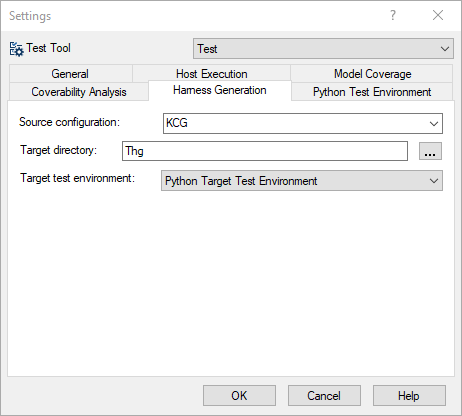 Settings
?
Test Tool
Test
General
Host Execution
Model Coverage
Coverability Analysis
Harness Generation
Python Test Environment
Source configuration:
KCG
Target directory:
Thg
...
Target test environment:
Python Target Test Environment
OK
Cancel
Help